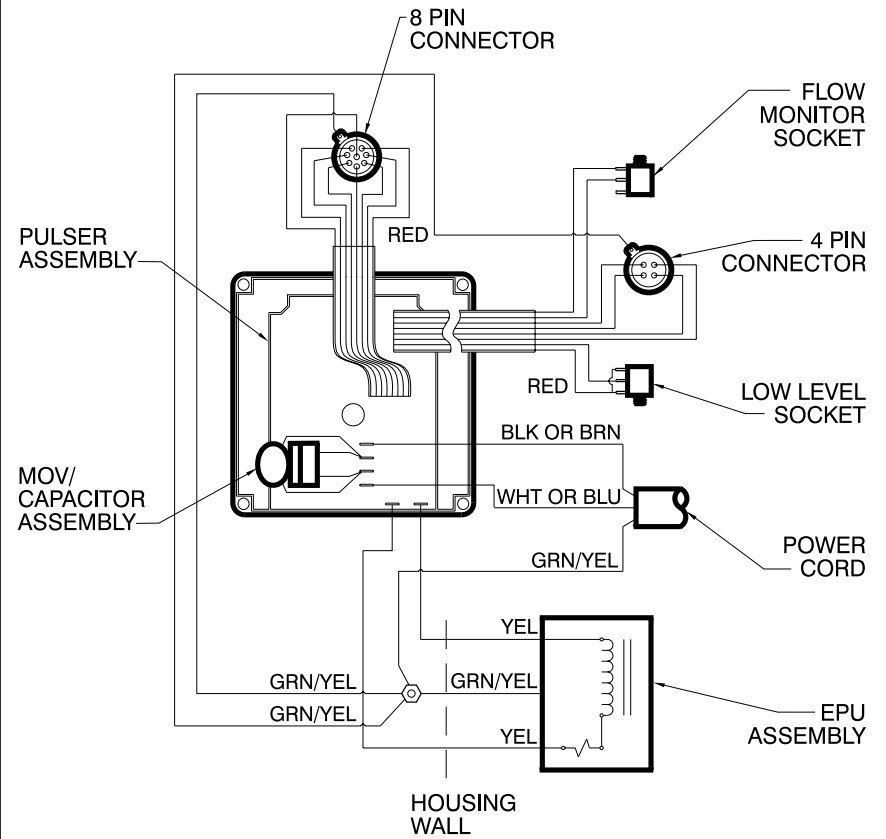 8 PIN
CONNECTOR
FLOW
MONITOR
SOCKET
PULSER
ASSEMBLY
RED
4 PIN
CONNECTOR
RED
LOW LEVEL
SOCKET
BLK OR BRN
MOV/
CAPACITOR
ASSEMBLY
WHT OR BLU
POWER
CORD
GRN/YEL
YEL
GRN/YEL
GRN/YEL
GRN/YEL
EPU
ASSEMBLY
YEL
HOUSING
WALL